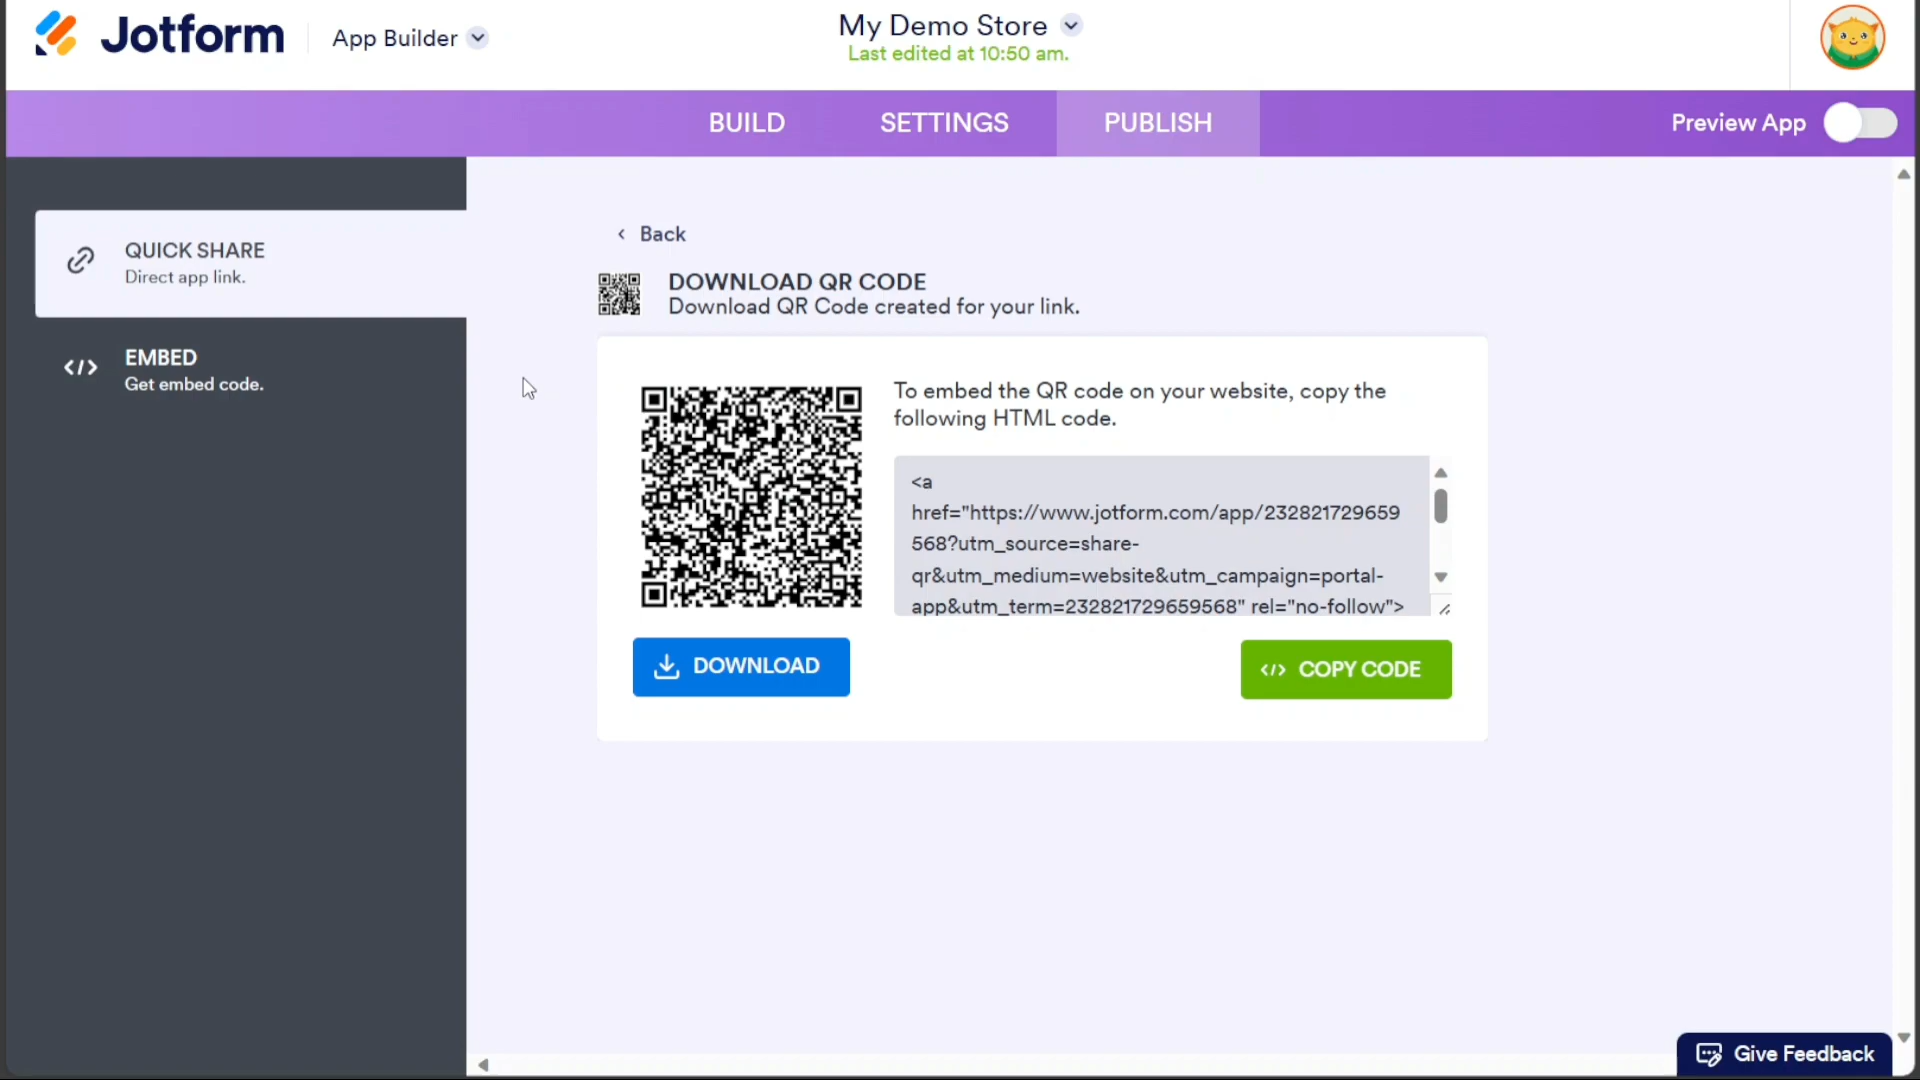 Jotform
App Builder
My Demo Store
Last edited at 10:50 am.
BUILD
SETTINGS
PUBLISH
Preview App
QUICK SHARE
Direct app link.
EMBED
Get embed code.
Back
DOWNLOAD QR CODE
Download QR Code created for your link.
To embed the QR code on your website, copy the
following HTML code.
<a
href="https://www.jotform.com/app/232821729659
568?utm_source=share-
qr&utm_medium=website&utm_campaign=portal-
app&utm_term=232821729659568" rel="no-follow">
DOWNLOAD
</> COPY CODE
Give Feedback